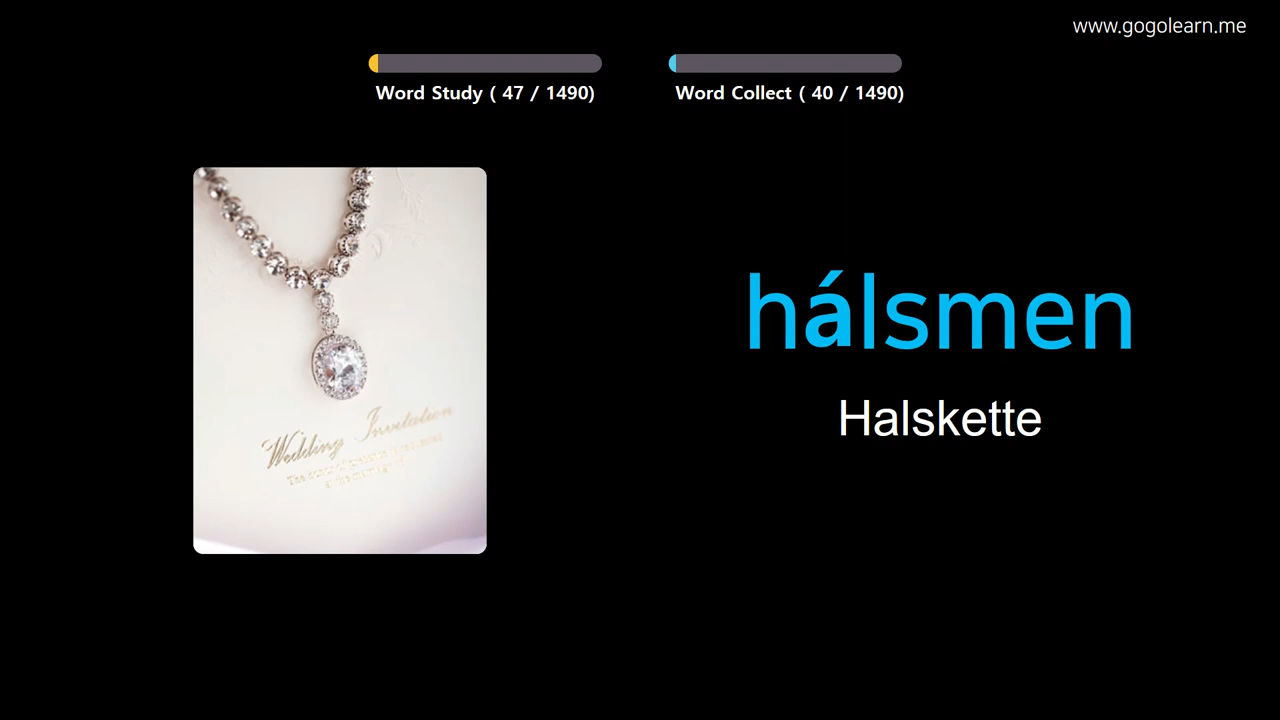 www.gogolearn.me
Word Study ( 47 / 1490)
Word Collect ( 40 / 1490)
hálsmen
Halskette
Wedding Invitation